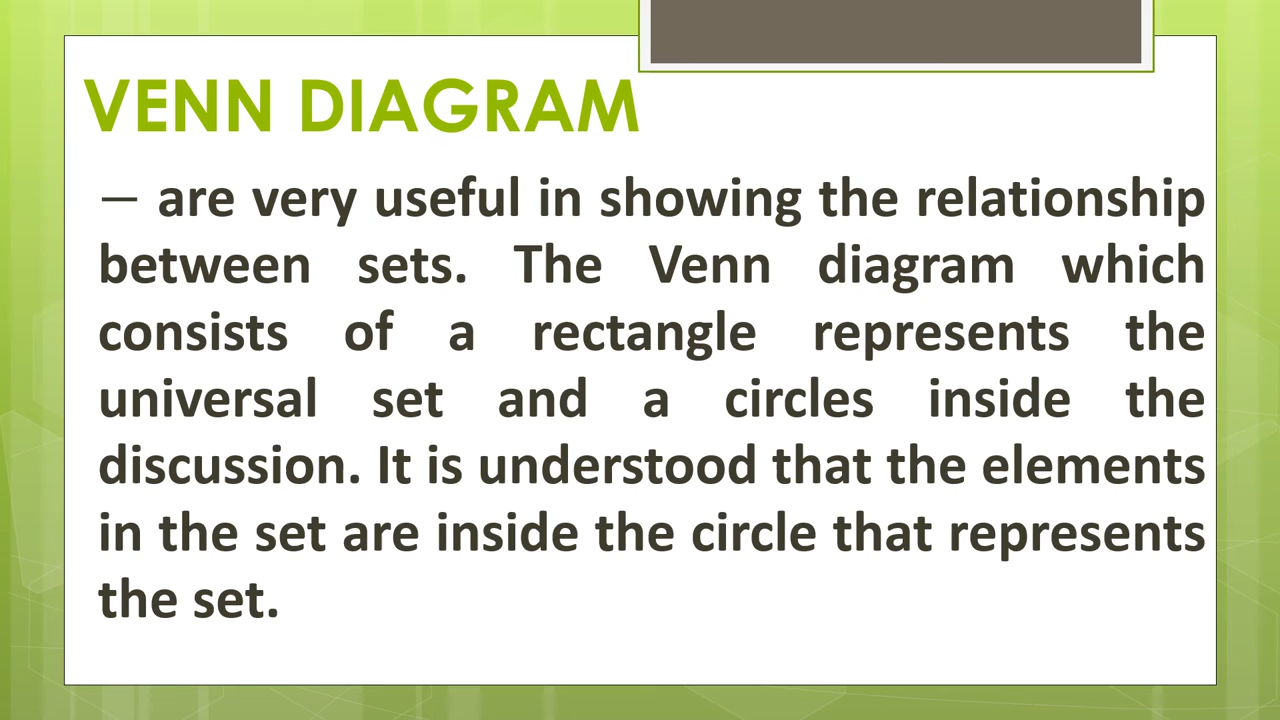 VENN DIAGRAM
– are very useful in showing the relationship
between sets. The Venn diagram which
consists of a rectangle represents the
universal set and a circles inside the
discussion. It is understood that the elements
in the set are inside the circle that represents
the set.